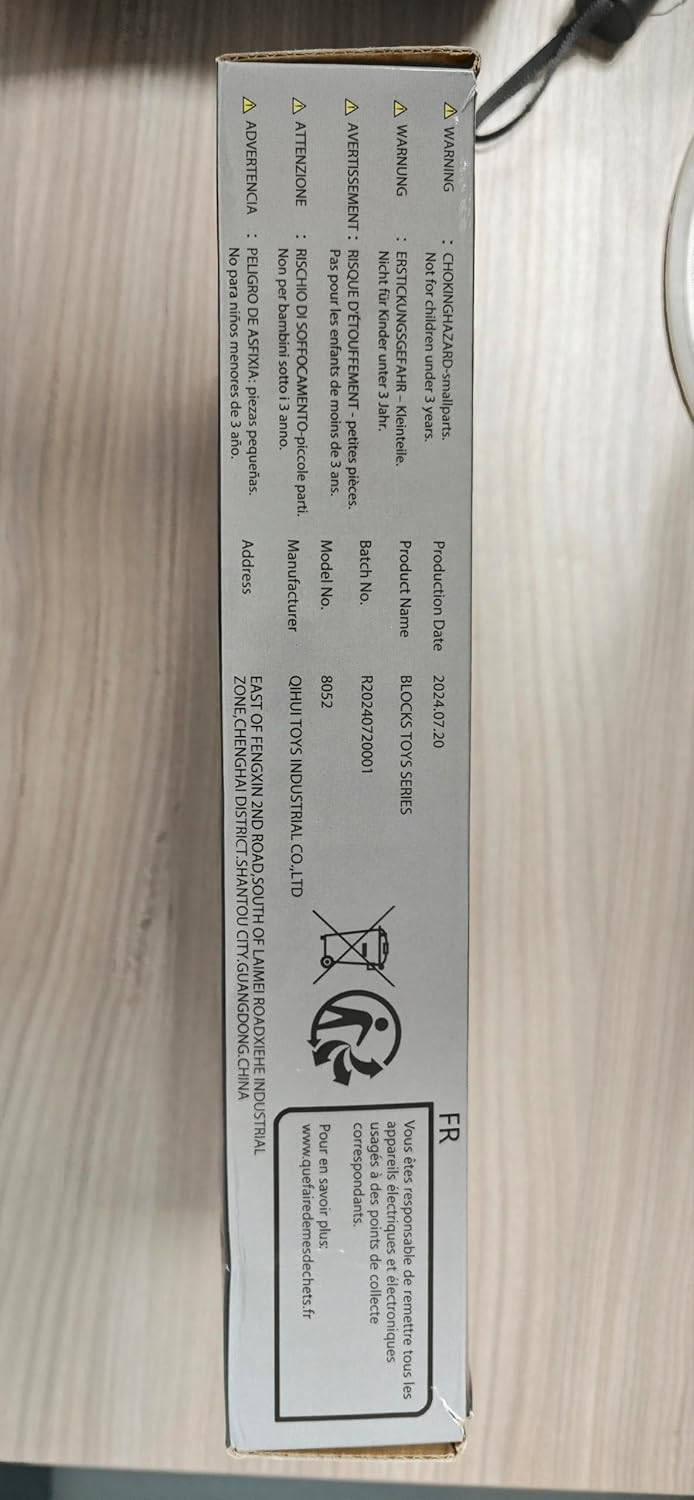 WARNING : CHOKINGHAZARD-smallparts.
Not for children under 3 years.
WARNUNG : ERSTICKUNGSGEFAHR – Kleinteile.
Nicht für Kinder unter 3 Jahr.
AVERTISSEMENT : RISQUE D'ÉTOUFFEMENT - petites pièces.
Pas pour les enfants de moins de 3 ans.
ATTENZIONE : RISCHIO DI SOFFOCAMENTO-piccole parti.
Non per bambini sotto i 3 anno.
ADVERTENCIA : PELIGRO DE ASFIXIA: piezas pequeñas.
No para niños menores de 3 año.
Production Date 2024.07.20
Product Name BLOCKS TOYS SERIES
Batch No. R20240720001
Model No. 8052
Manufacturer QIHUI TOYS INDUSTRIAL CO.,LTD
Address EAST OF FENGXIN 2ND ROAD,SOUTH OF LAIMEI ROADXIEHE INDUSTRIAL
ZONE,CHENGHAI DISTRICT.SHANTOU CITY.GUANGDONG.CHINA
FR
Vous êtes responsable de remettre tous les
appareils électriques et électroniques
usagés à des points de collecte
correspondants.
Pour en savoir plus:
www.quefairedemesdechets.fr